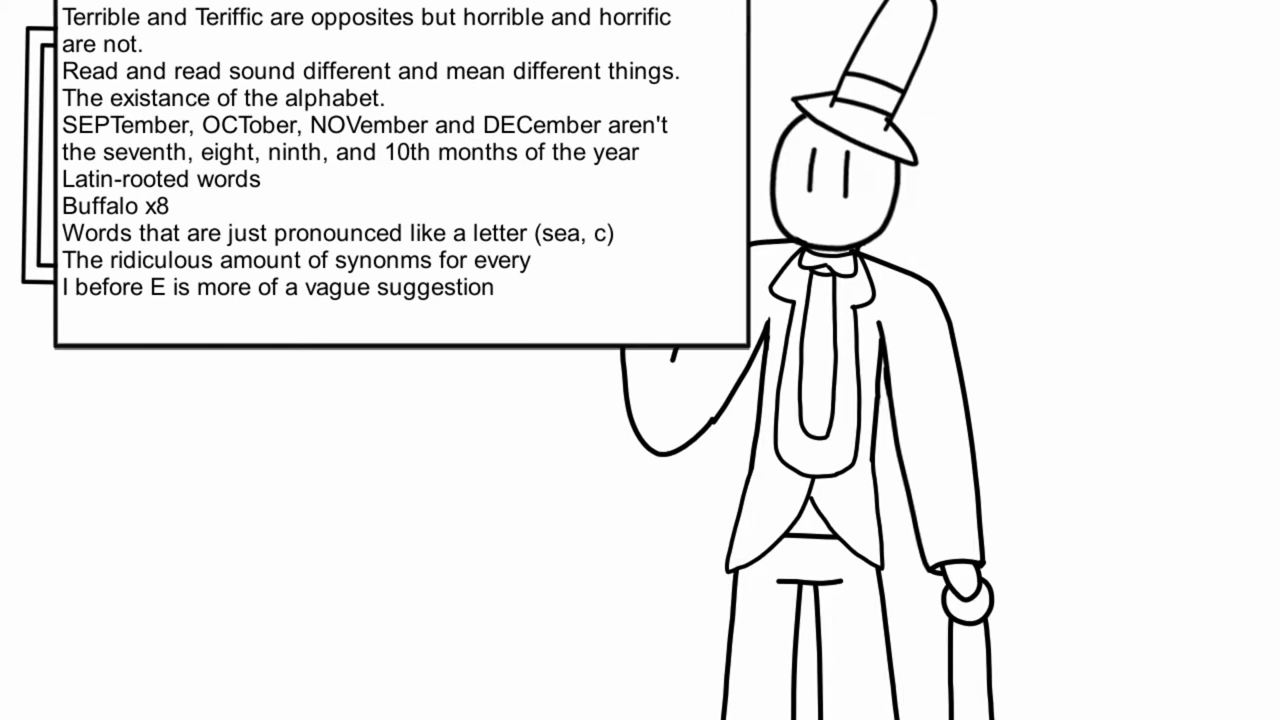 Terrible and Teriffic are opposites but horrible and horrific
are not.
Read and read sound different and mean different things.
The existance of the alphabet.
SEPTember, OCTober, NOVember and DECember aren't
the seventh, eight, ninth, and 10th months of the year
Latin-rooted words
Buffalo x8
Words that are just pronounced like a letter (sea, c)
The ridiculous amount of synonms for every
I before E is more of a vague suggestion